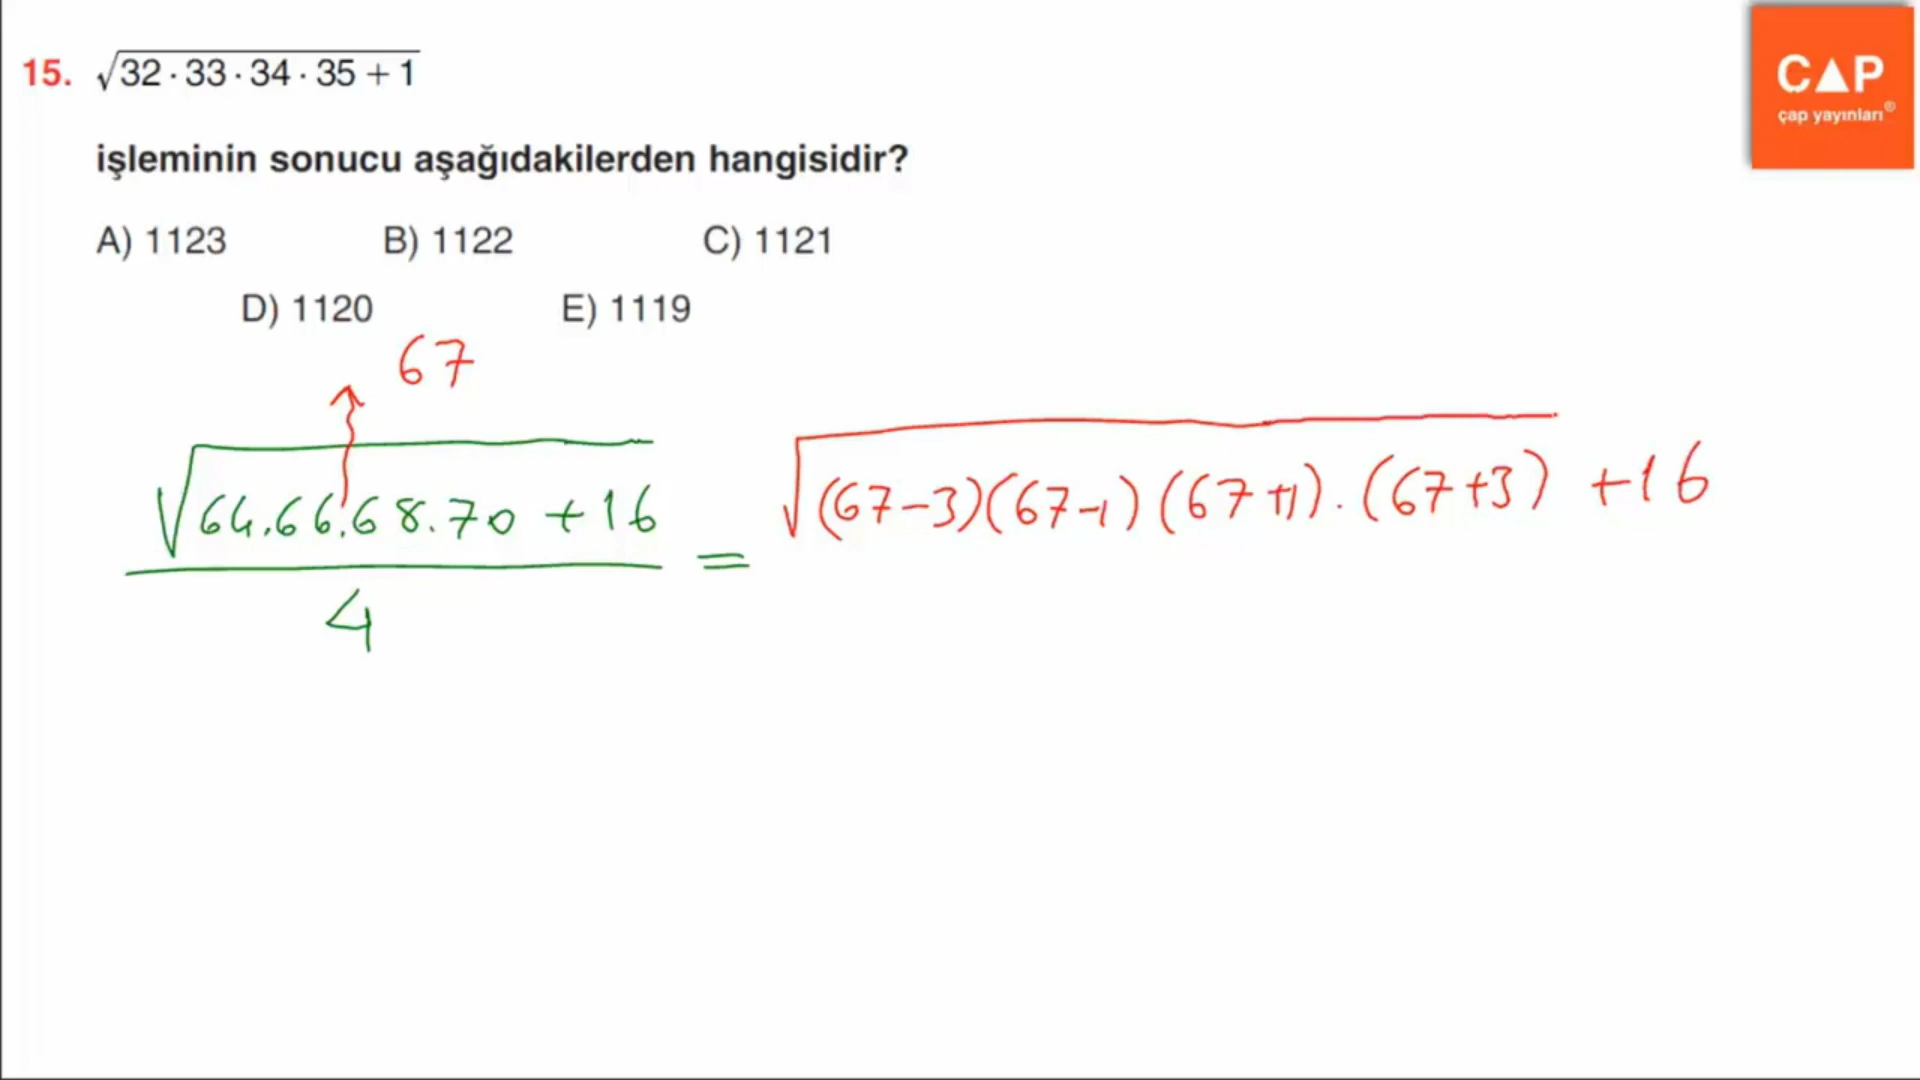 15. √32 · 33 · 34 · 35 + 1
ÇAP
çap yayınları®
işleminin sonucu aşağıdakilerden hangisidir?
A) 1123 B) 1122 C) 1121
D) 1120 E) 1119
67
√64.66.68.70 +16 = √(67-3)(67-1)(67+1).(67+3) +16
4